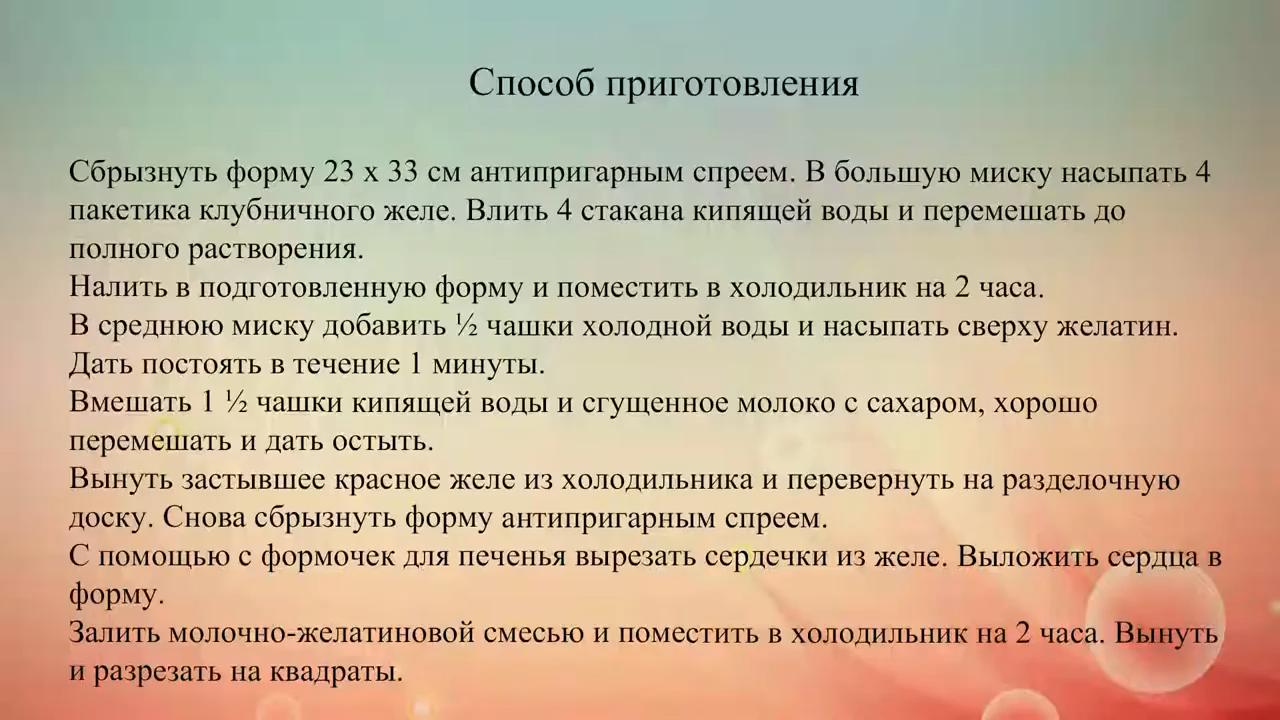 Способ приготовления
Сбрызнуть форму 23 x 33 см антипригарным спреем. В большую миску насыпать 4
пакетика клубничного желе. Влить 4 стакана кипящей воды и перемешать до
полного растворения.
Налить в подготовленную форму и поместить в холодильник на 2 часа.
В среднюю миску добавить ½ чашки холодной воды и насыпать сверху желатин.
Дать постоять в течение 1 минуты.
Вмешать 1 ½ чашки кипящей воды и сгущенное молоко с сахаром, хорошо
перемешать и дать остыть.
Вынуть застывшее красное желе из холодильника и перевернуть на разделочную
доску. Снова сбрызнуть форму антипригарным спреем.
С помощью с формочек для печенья вырезать сердечки из желе. Выложить сердца в
форму.
Залить молочно-желатиновой смесью и поместить в холодильник на 2 часа. Вынуть
и разрезать на квадраты.